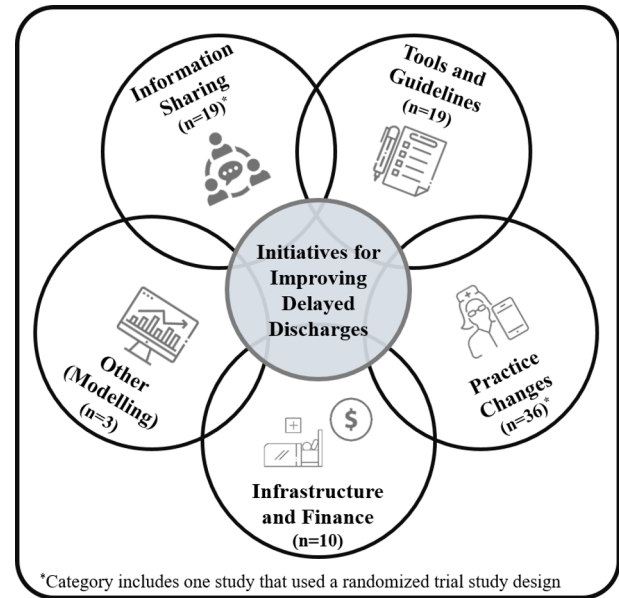 Information
Sharing
(n=19)*
Tools and
Guidelines
(n=19)
Initiatives for
Improving
Delayed
Discharges
Other
(Modelling)
(n=3)
Practice
Changes
(n=36)*
$
Infrastructure
and Finance
(n=10)
*Category includes one study that used a randomized trial study design